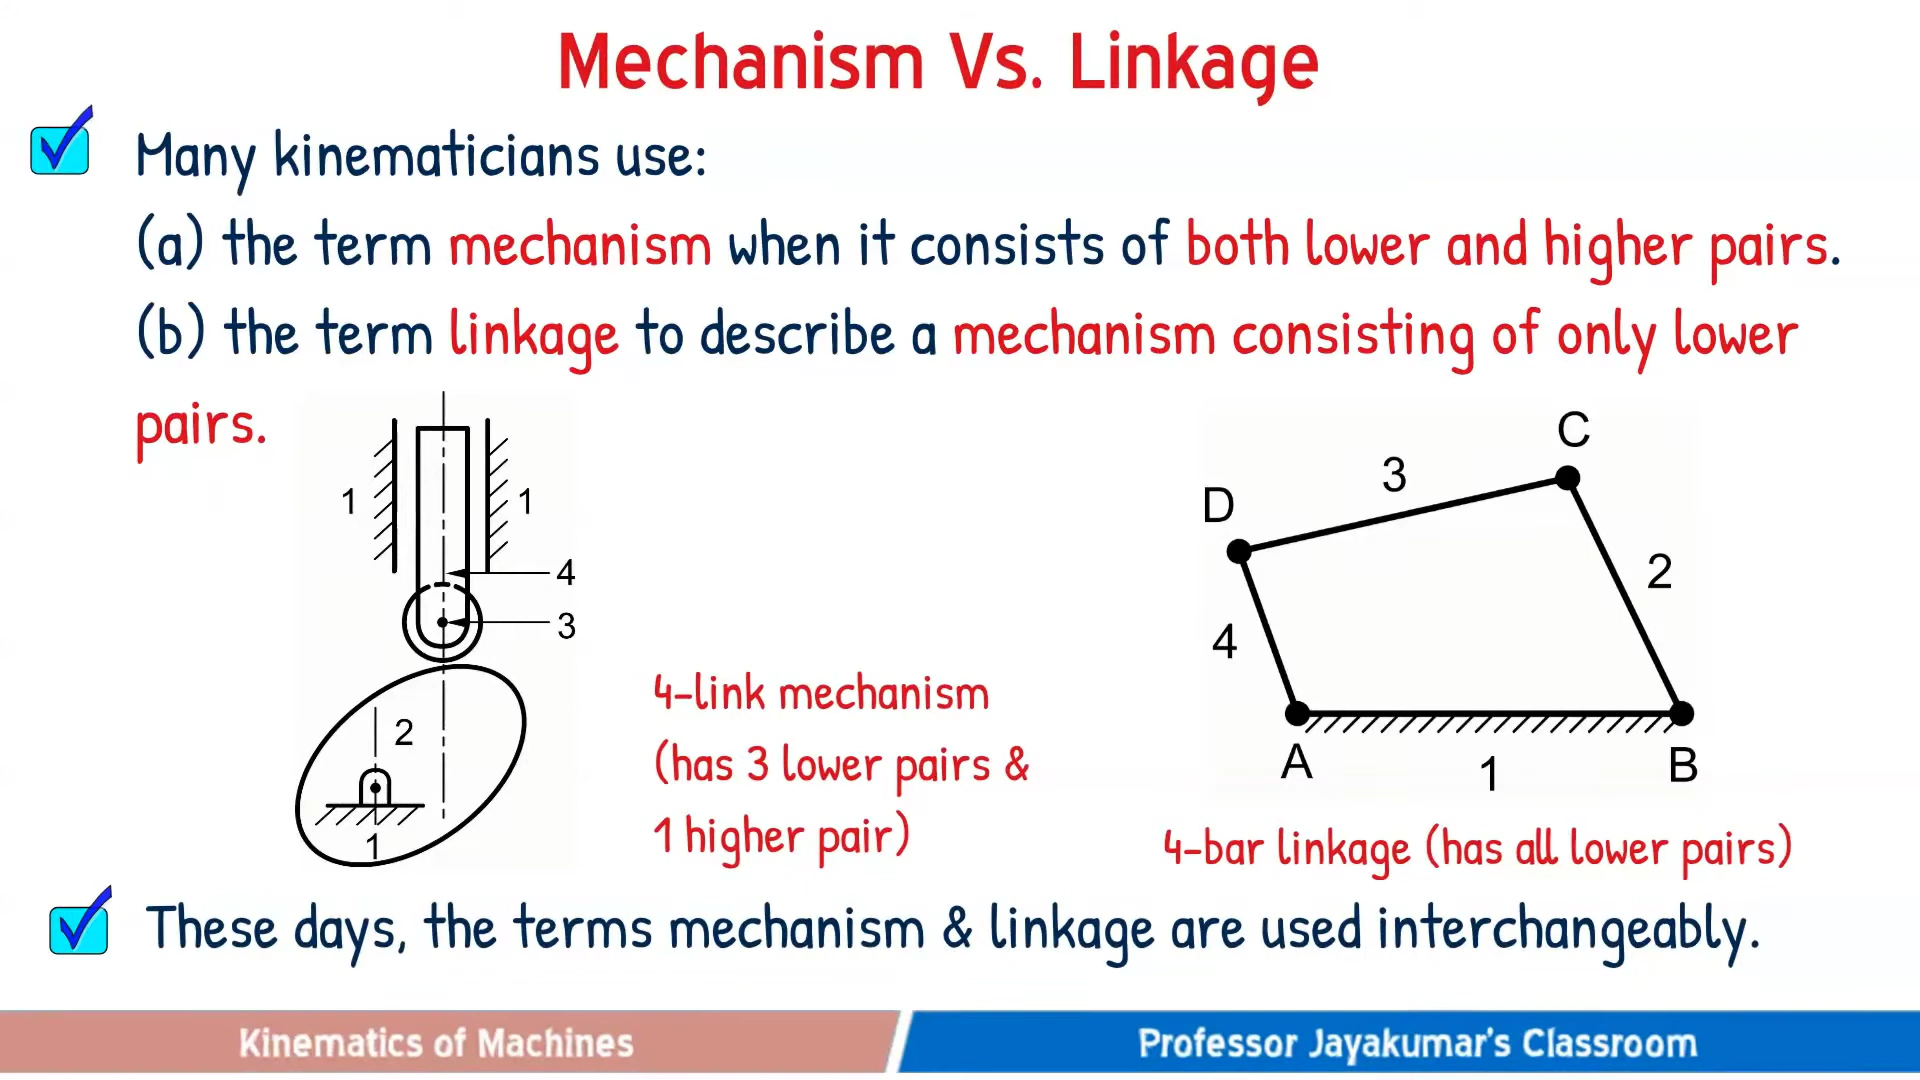 Mechanism Vs. Linkage
Many kinematicians use:
(a) the term mechanism when it consists of both lower and higher pairs.
(b) the term linkage to describe a mechanism consisting of only lower
pairs.
1
1
4
3
2
1
4-link mechanism
(has 3 lower pairs &
1 higher pair)
C
3
D
2
4
A
B
1
4-bar linkage (has all lower pairs)
These days, the terms mechanism & linkage are used interchangeably.
Kinematics of Machines
Professor Jayakumar's Classroom